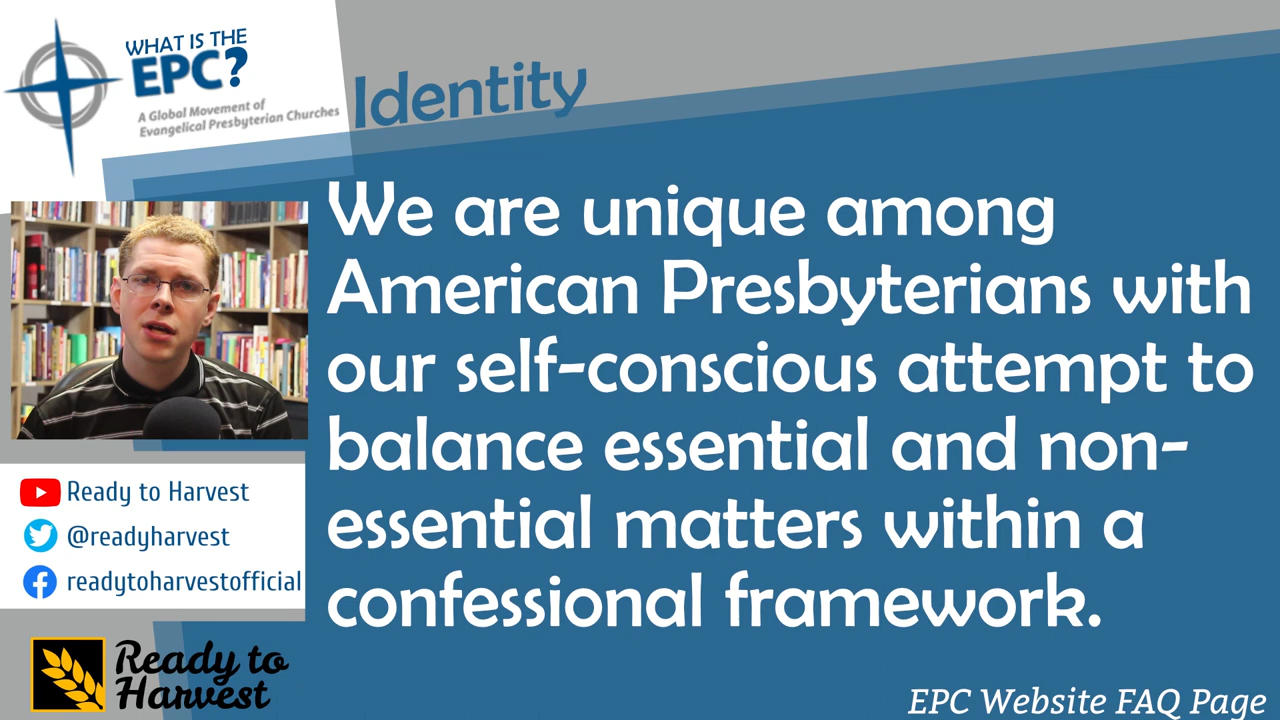 WHAT IS THE
EPC?
A Global Movement of
Evangelical Presbyterian Churches
Identity
We are unique among
American Presbyterians with
our self-conscious attempt to
balance essential and non-
essential matters within a
confessional framework.
Ready to Harvest
@readyharvest
readytoharvestofficial
Ready to
Harvest
EPC Website FAQ Page